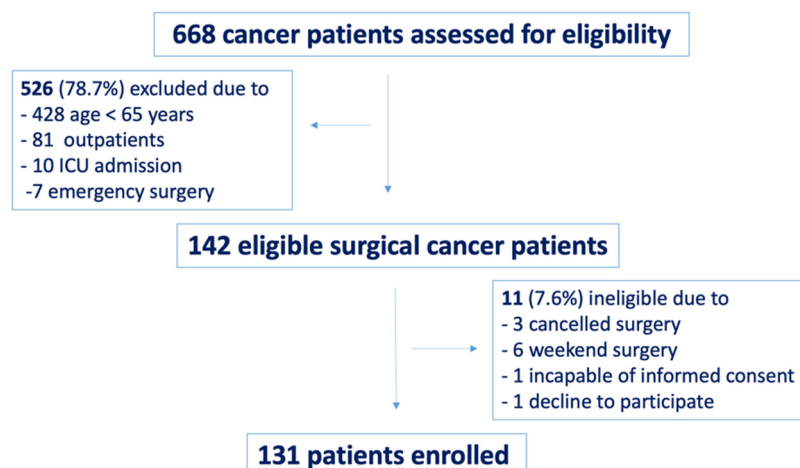 668 cancer patients assessed for eligibility
526 (78.7%) excluded due to
- 428 age < 65 years
- 81 outpatients
- 10 ICU admission
-7 emergency surgery
142 eligible surgical cancer patients
11 (7.6%) ineligible due to
- 3 cancelled surgery
- 6 weekend surgery
- 1 incapable of informed consent
- 1 decline to participate
131 patients enrolled